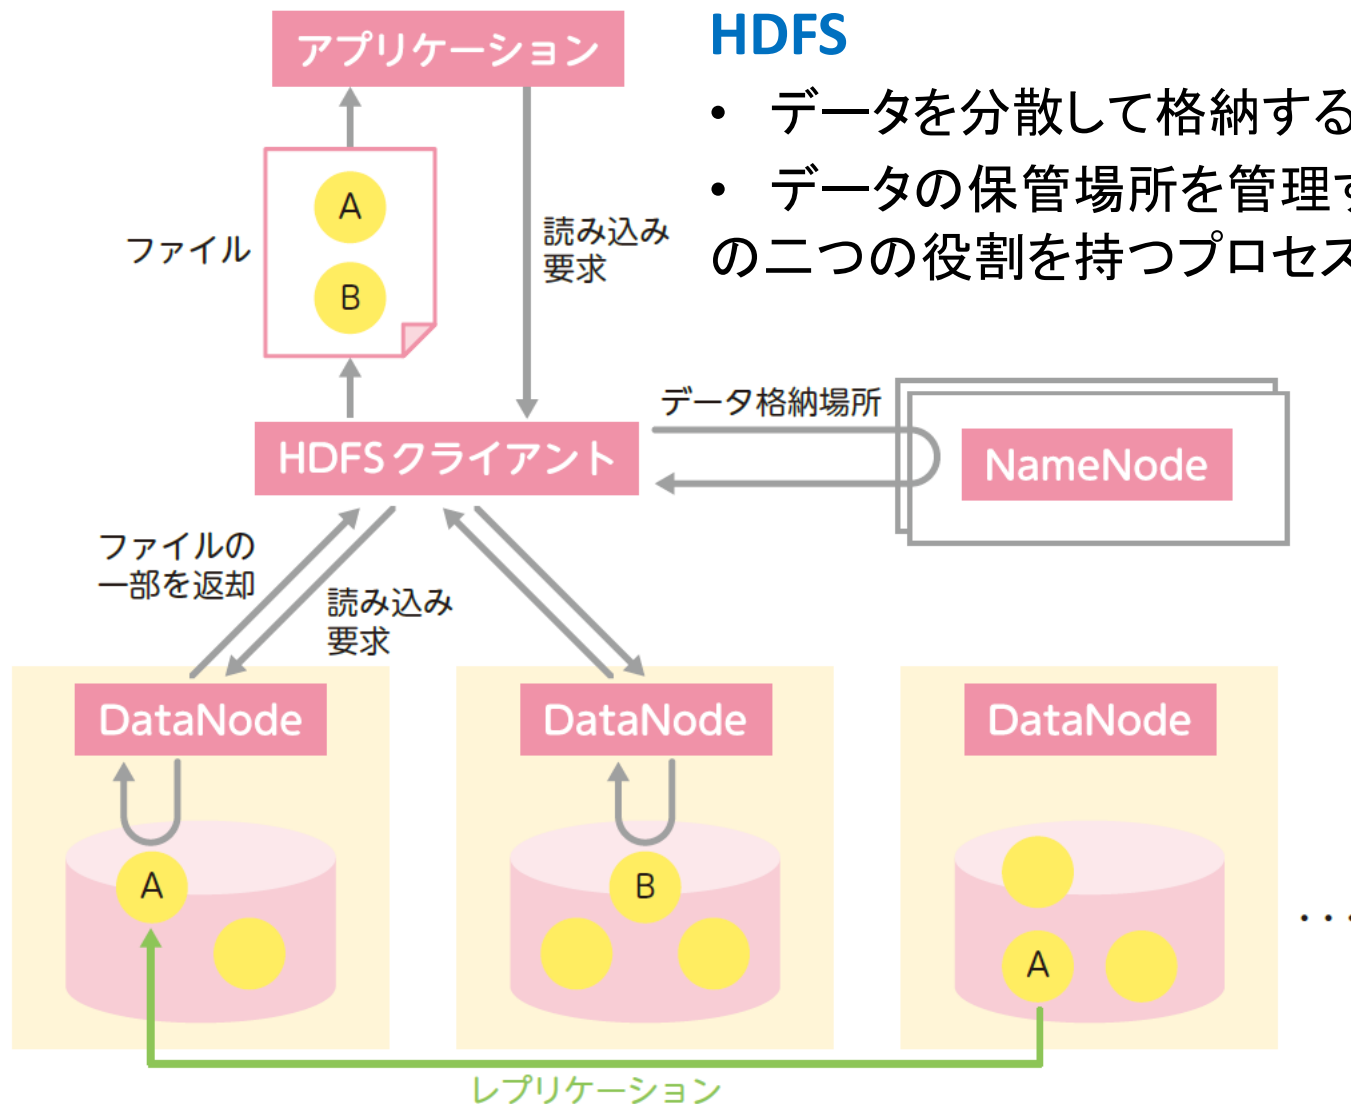 アプリケーション
HDFS
• データを分散して格納する
• データの保管場所を管理す
の二つの役割を持つプロセス
A
B
ファイル
読み込み
要求
データ格納場所
HDFSクライアント
NameNode
ファイルの
一部を返却
読み込み
要求
DataNode
DataNode
DataNode
A
B
A
・・・
レプリケーション